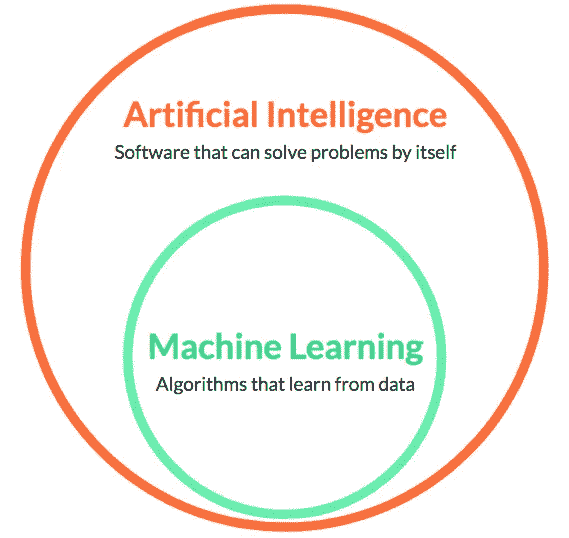 Artificial Intelligence
Software that can solve problems by itself
Machine Learning
Algorithms that learn from data